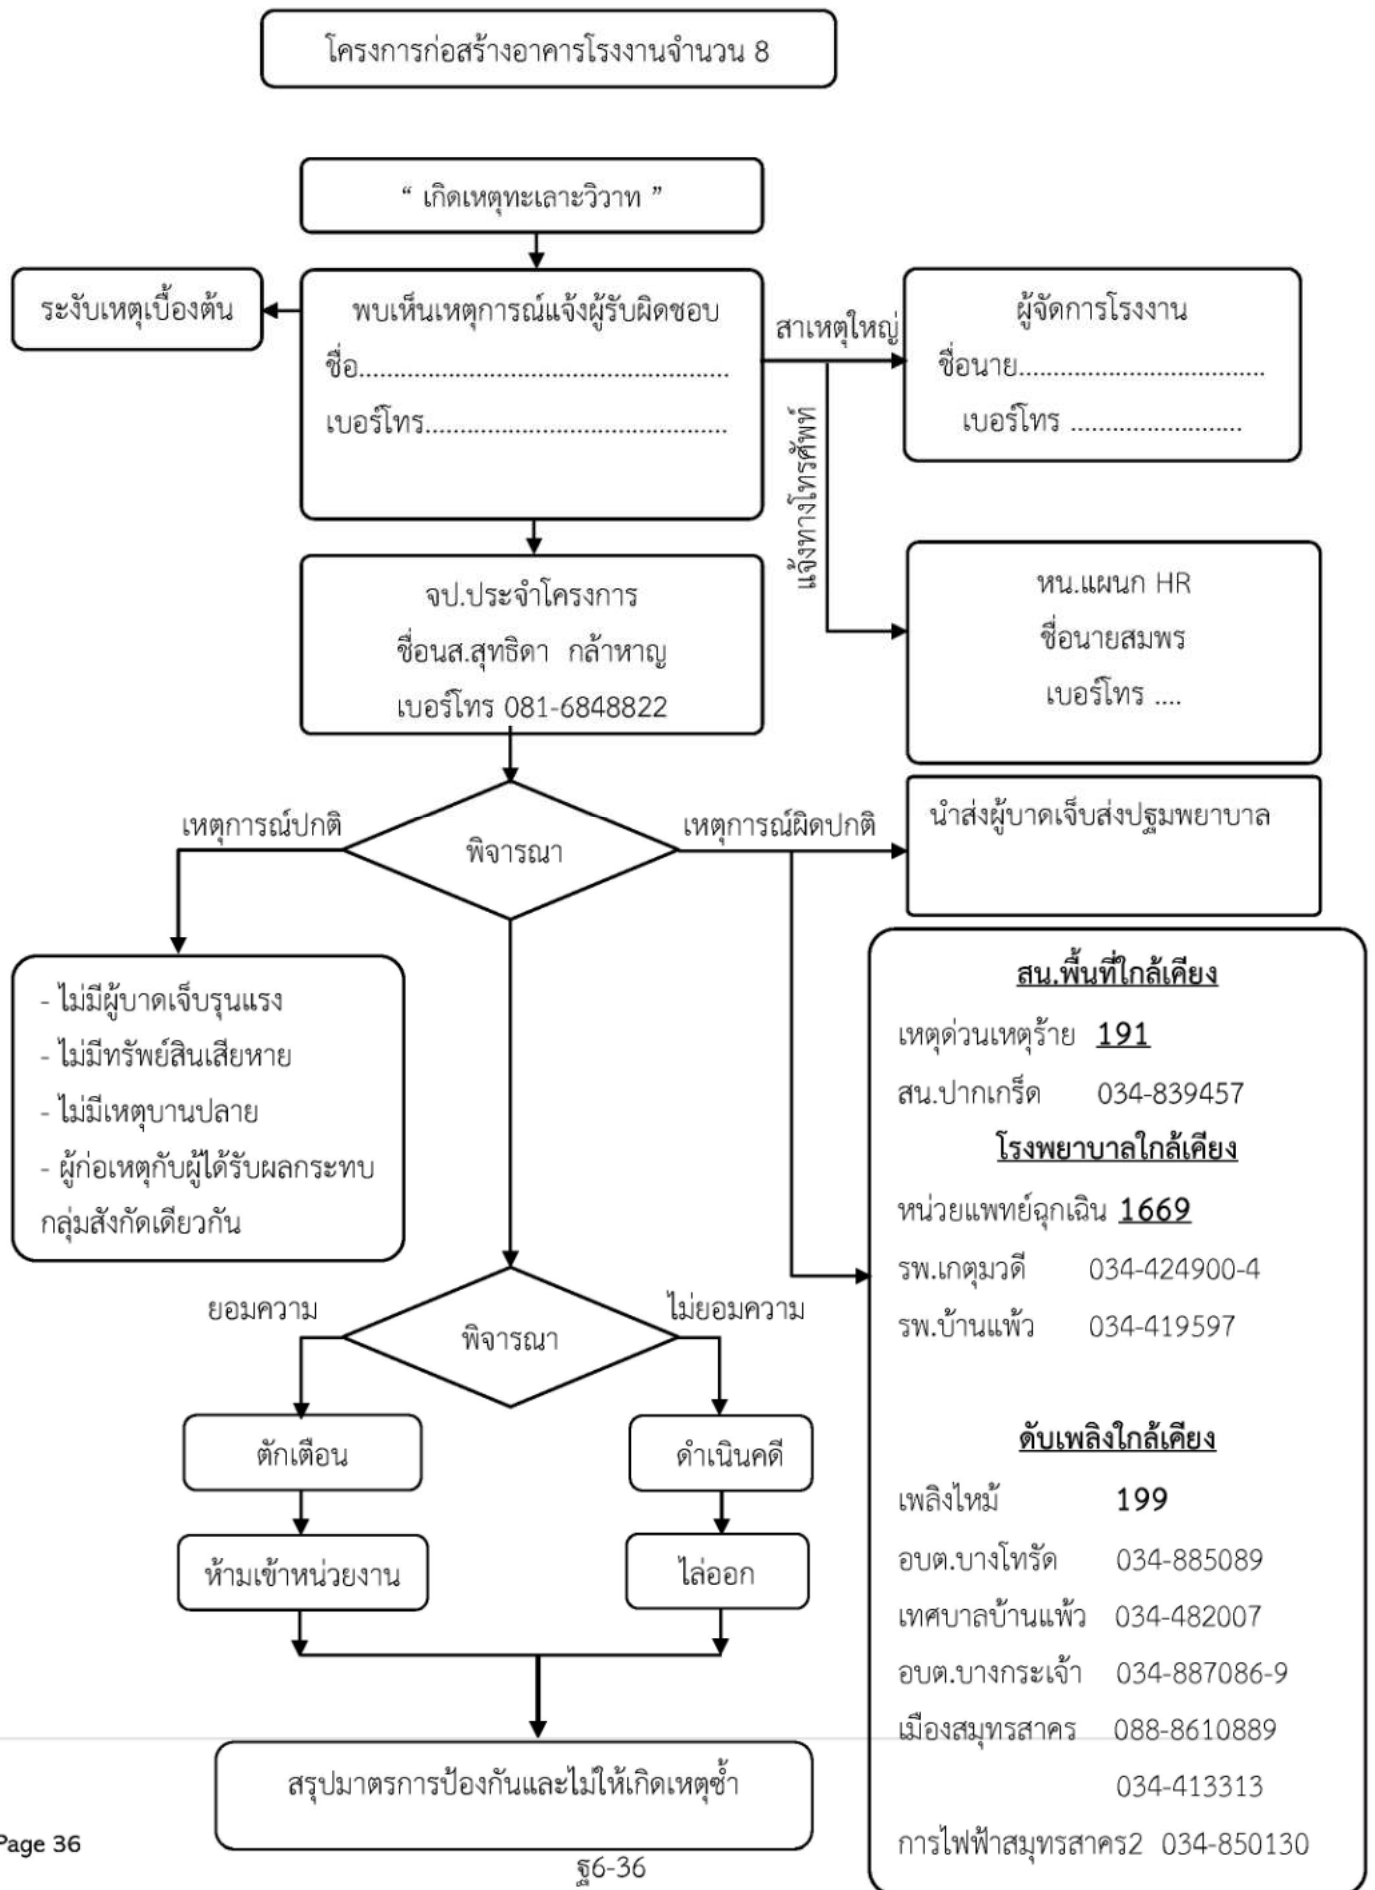 โครงการก่อสร้างอาคารโรงงานจำนวน 8
“ เกิดเหตุทะเลาะวิวาท ”
ระงับเหตุเบื้องต้น
พบเห็นเหตุการณ์แจ้งผู้รับผิดชอบ
ชื่อ.....................................................
เบอร์โทร...........................................
สาเหตุใหญ่
แจ้งทางโทรศัพท์
ผู้จัดการโรงงาน
ชื่อนาย...................................
เบอร์โทร ........................
จป.ประจำโครงการ
ชื่อนส.สุทธิดา กล้าหาญ
เบอร์โทร 081-6848822
หน.แผนก HR
ชื่อนายสมพร
เบอร์โทร ....
เหตุการณ์ปกติ
พิจารณา
เหตุการณ์ผิดปกติ
นำส่งผู้บาดเจ็บส่งปฐมพยาบาล
- ไม่มีผู้บาดเจ็บรุนแรง
- ไม่มีทรัพย์สินเสียหาย
- ไม่มีเหตุบานปลาย
- ผู้ก่อเหตุกับผู้ได้รับผลกระทบ
กลุ่มสังกัดเดียวกัน
สน.พื้นที่ใกล้เคียง
เหตุด่วนเหตุร้าย 191
สน.ปากเกร็ด 034-839457
โรงพยาบาลใกล้เคียง
หน่วยแพทย์ฉุกเฉิน 1669
รพ.เกตุมวดี 034-424900-4
รพ.บ้านแพ้ว 034-419597
ดับเพลิงใกล้เคียง
เพลิงไหม้ 199
อบต.บางโทรัด 034-885089
เทศบาลบ้านแพ้ว 034-482007
อบต.บางกระเจ้า 034-887086-9
เมืองสมุทรสาคร 088-8610889
034-413313
การไฟฟ้าสมุทรสาคร2 034-850130
ยอมความ
พิจารณา
ไม่ยอมความ
ตักเตือน
ดำเนินคดี
ห้ามเข้าหน่วยงาน
ไล่ออก
สรุปมาตรการป้องกันและไม่ให้เกิดเหตุซ้ำ
Page 36
ฐ6-36